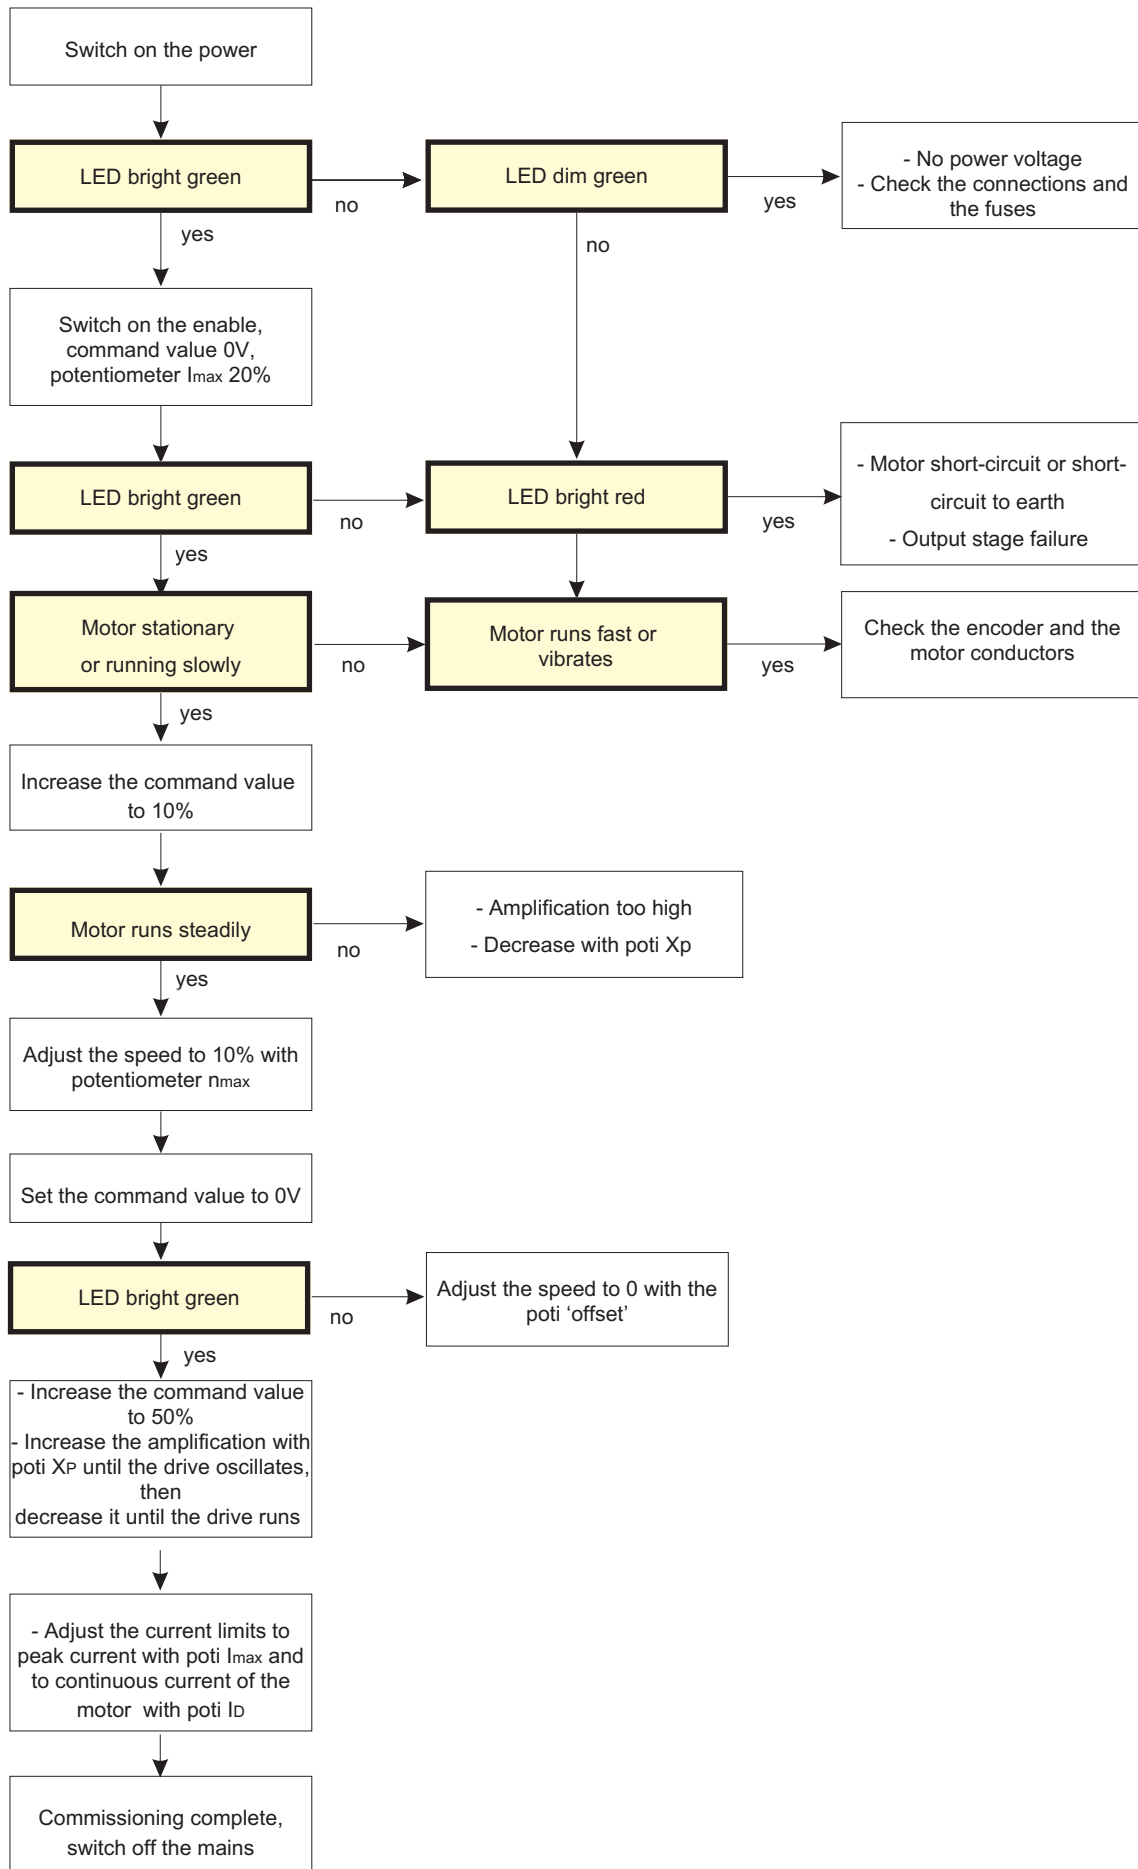 Switch on the power
LED bright green
no
LED dim green
yes
- No power voltage
- Check the connections and
the fuses
yes
no
Switch on the enable,
command value 0V,
potentiometer Imax 20%
LED bright green
no
LED bright red
yes
- Motor short-circuit or short-
circuit to earth
- Output stage failure
yes
Motor stationary
or running slowly
no
Motor runs fast or
vibrates
yes
Check the encoder and the
motor conductors
yes
Increase the command value
to 10%
Motor runs steadily
no
- Amplification too high
- Decrease with poti Xp
yes
Adjust the speed to 10% with
potentiometer nmax
Set the command value to 0V
LED bright green
no
Adjust the speed to 0 with the
poti ‘offset’
yes
- Increase the command value
to 50%
- Increase the amplification with
poti XP until the drive oscillates,
then
decrease it until the drive runs
- Adjust the current limits to
peak current with poti Imax and
to continuous current of the
motor with poti ID
Commissioning complete,
switch off the mains